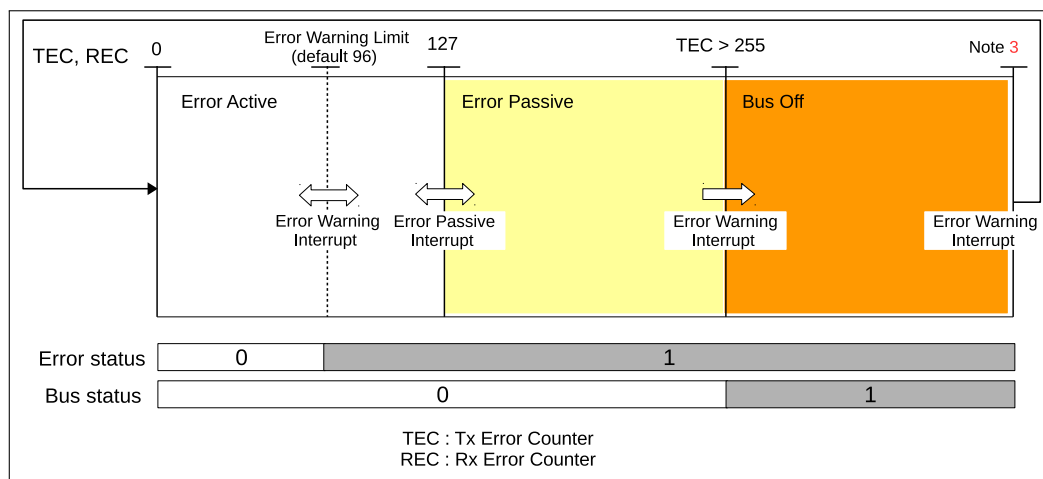 TEC, REC
0
Error Warning Limit
(default 96)
127
TEC > 255
Note 3
Error Active
Error Passive
Bus Off
Error Warning
Interrupt
Error Passive
Interrupt
Error Warning
Interrupt
Error Warning
Interrupt
Error status
0
1
Bus status
0
1
TEC : Tx Error Counter
REC : Rx Error Counter